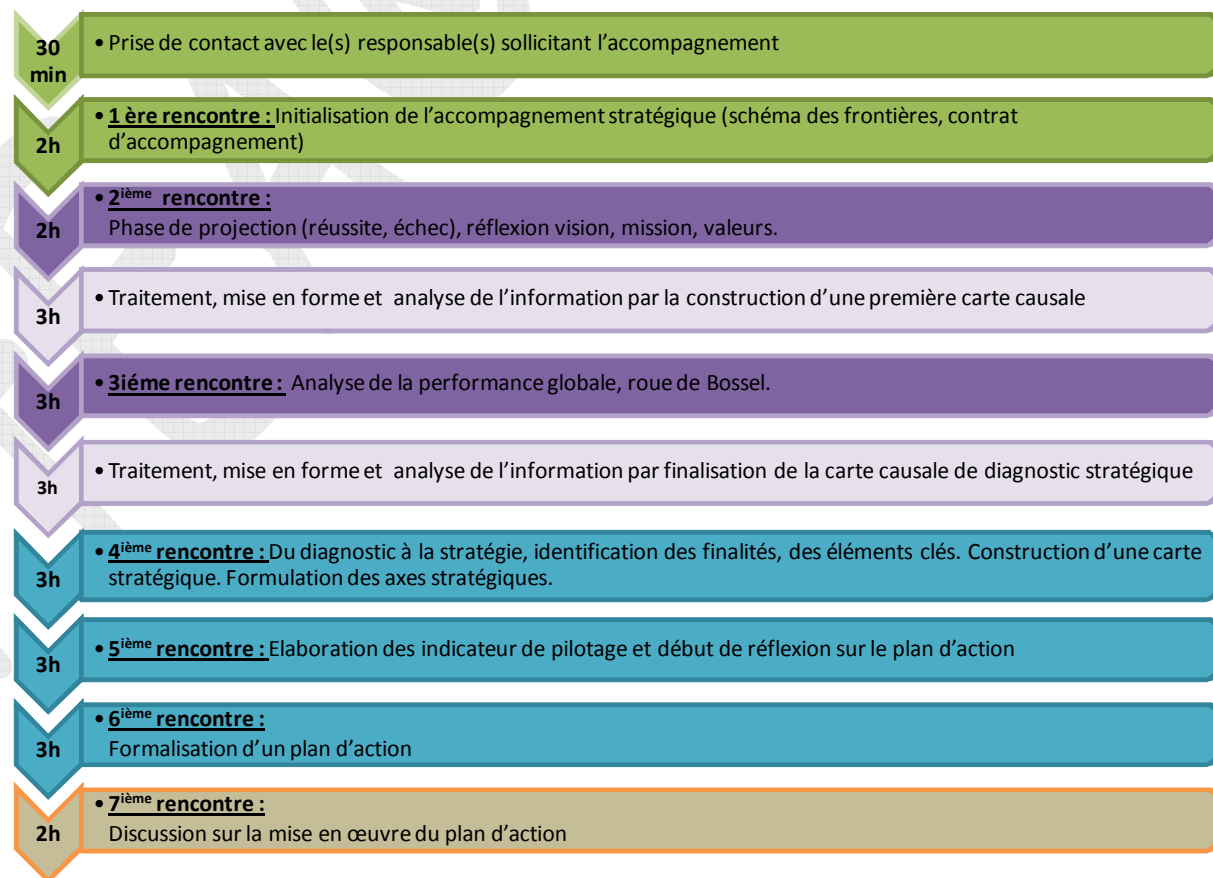 30
min
• Prise de contact avec le(s) responsable(s) sollicitant l’accompagnement
2h
• 1 ère rencontre : Initialisation de l’accompagnement stratégique (schéma des frontières, contrat
d’accompagnement)
2h
• 2ième rencontre :
Phase de projection (réussite, échec), réflexion vision, mission, valeurs.
3h
• Traitement, mise en forme et analyse de l’information par la construction d’une première carte causale
3h
• 3iéme rencontre : Analyse de la performance globale, roue de Bossel.
3h
• Traitement, mise en forme et analyse de l’information par finalisation de la carte causale de diagnostic stratégique
3h
• 4ième rencontre : Du diagnostic à la stratégie, identification des finalités, des éléments clés. Construction d’une carte
stratégique. Formulation des axes stratégiques.
3h
• 5ième rencontre : Elaboration des indicateur de pilotage et début de réflexion sur le plan d’action
3h
• 6ième rencontre :
Formalisation d’un plan d’action
2h
• 7ième rencontre :
Discussion sur la mise en œuvre du plan d’action